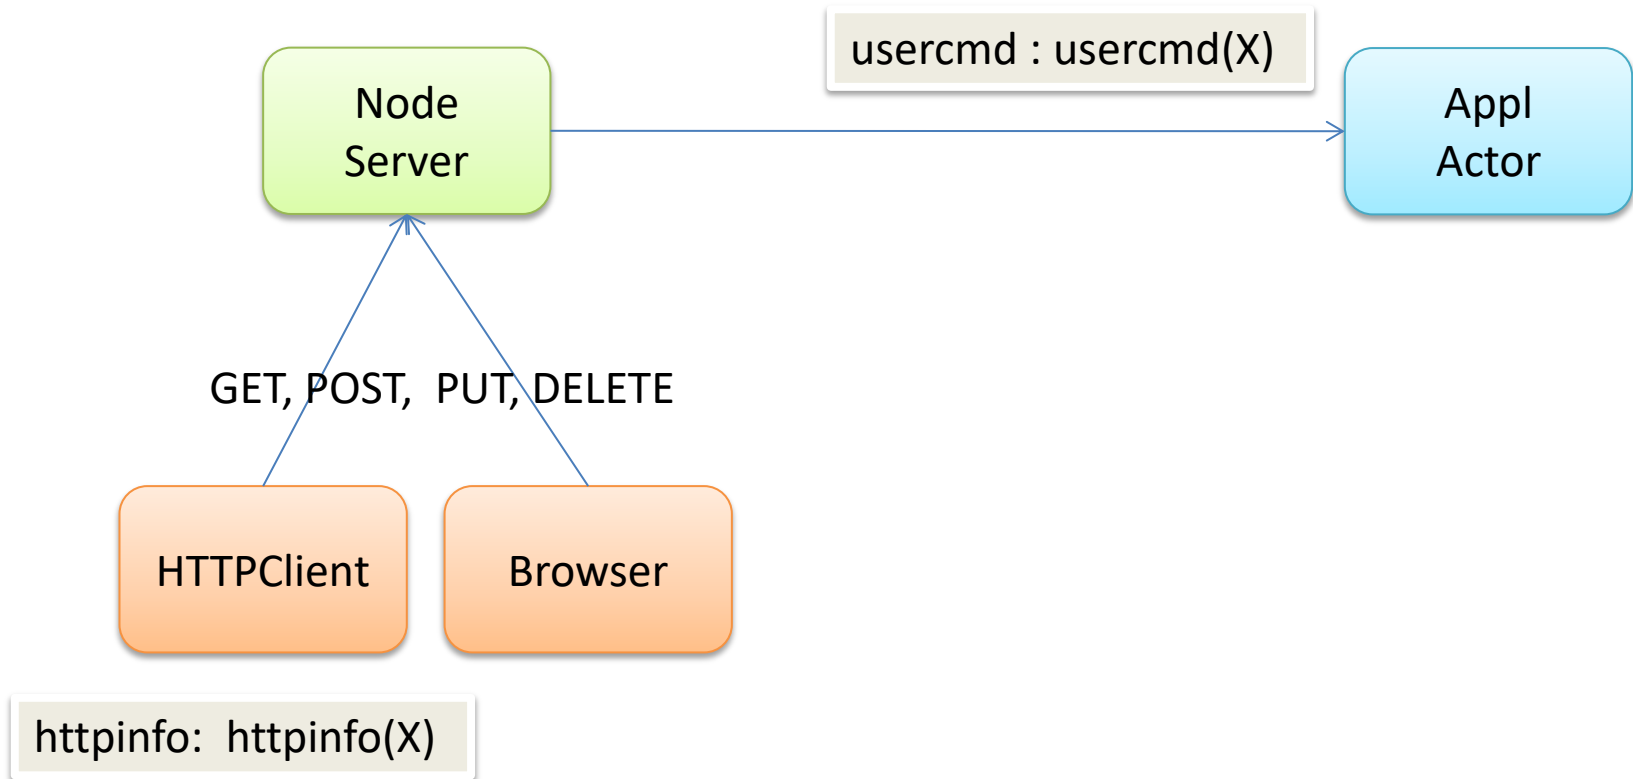 usercmd : usercmd(X)
Node
Server
Appl
Actor
GET, POST,  PUT, DELETE
HTTPClient
Browser
httpinfo:  httpinfo(X)